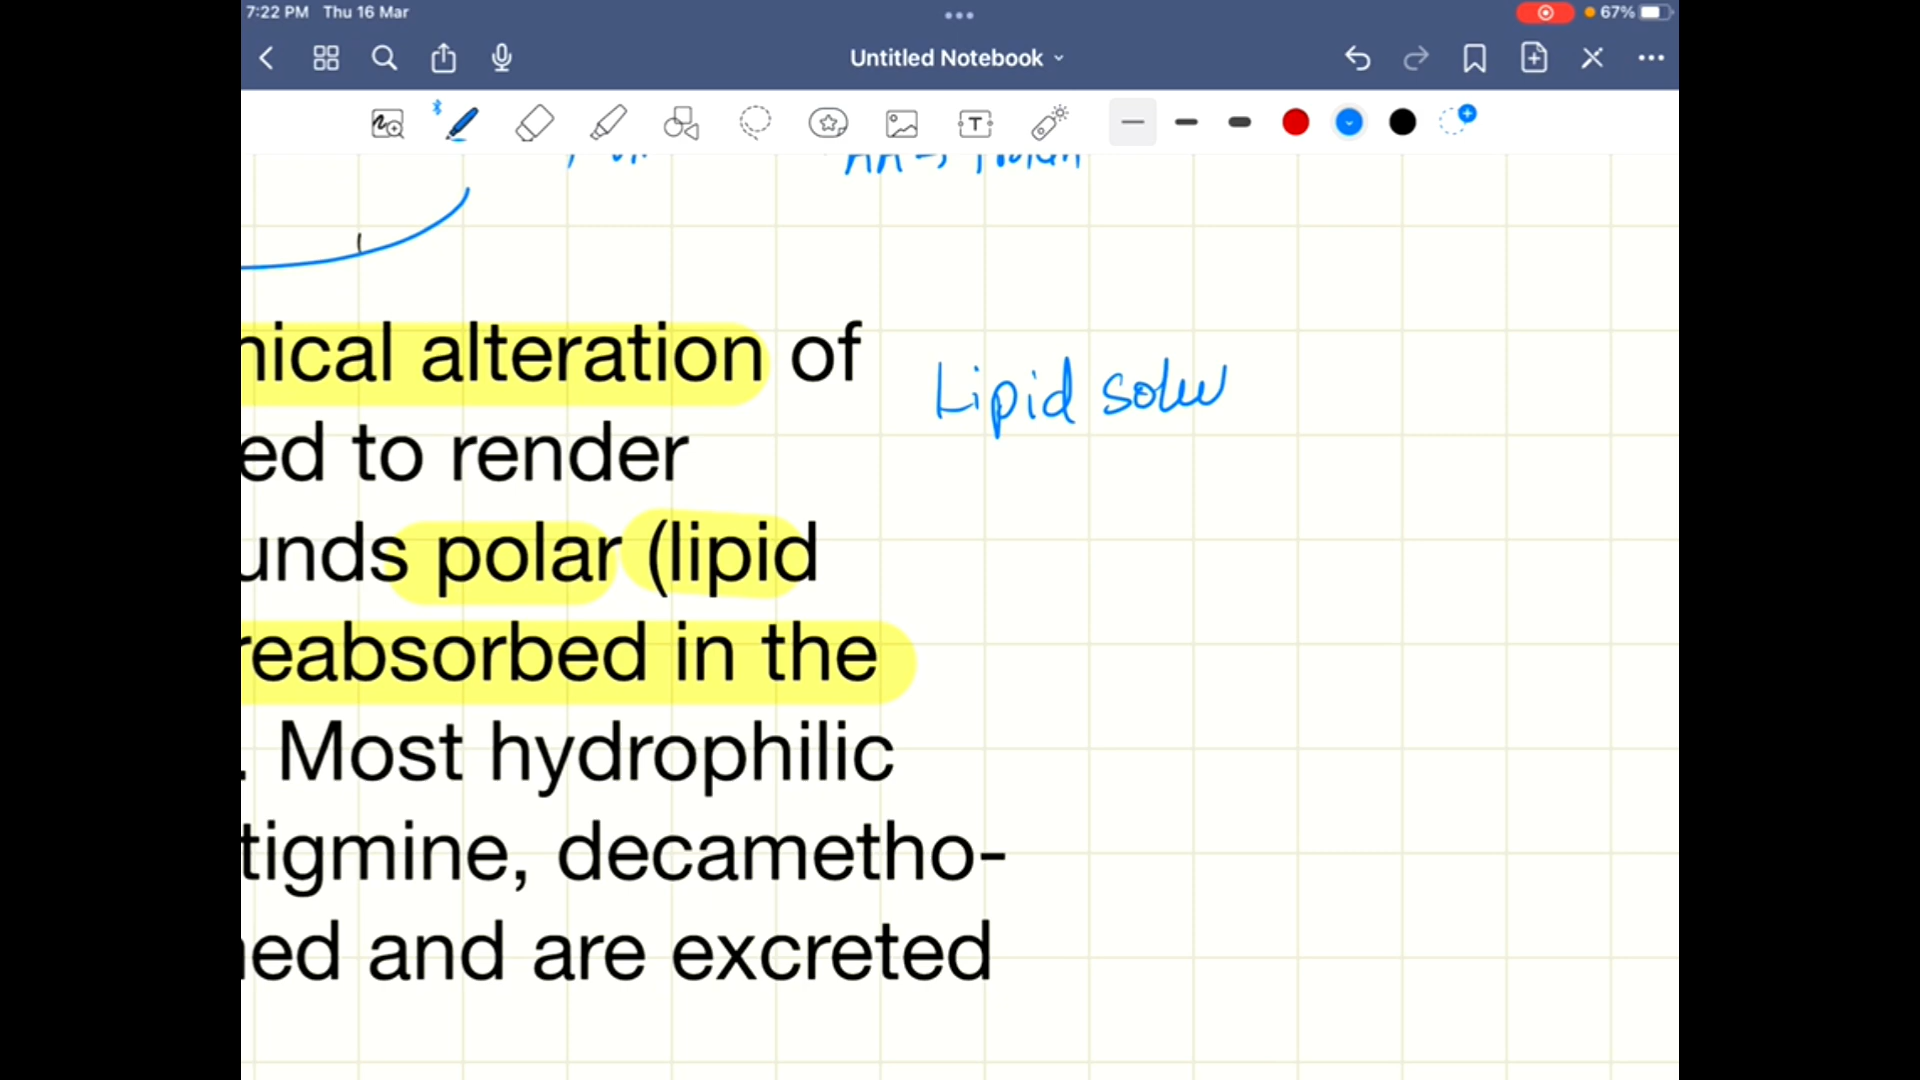 7:22 PM Thu 16 Mar
67%
Untitled Notebook
T
nical alteration of
Lipid solu
ed to render
unds polar (lipid
reabsorbed in the
. Most hydrophilic
tigmine, decametho-
ned and are excreted